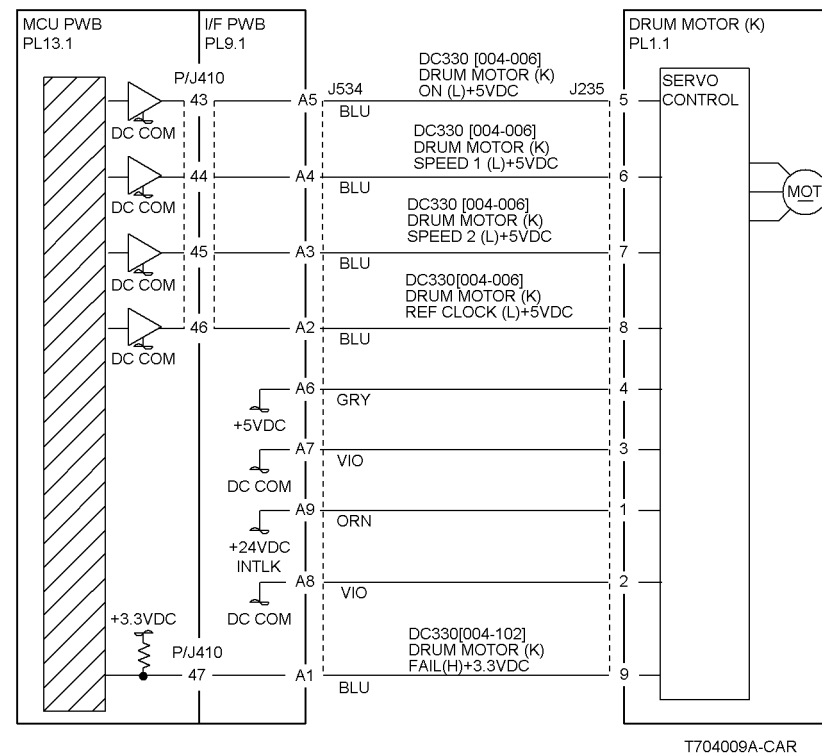 MCU PWB
PL13.1
I/F PWB
PL9.1
DRUM MOTOR (K)
PL1.1
P/J410
J534
J235
SERVO
CONTROL
DC330 [004-006]
DRUM MOTOR (K)
ON (L)+5VDC
43
A5
BLU
5
DC COM
DC330 [004-006]
DRUM MOTOR (K)
SPEED 1 (L)+5VDC
44
A4
BLU
6
DC COM
MOT
DC330 [004-006]
DRUM MOTOR (K)
SPEED 2 (L)+5VDC
45
A3
BLU
7
DC COM
DC330[004-006]
DRUM MOTOR (K)
REF CLOCK (L)+5VDC
46
A2
BLU
8
DC COM
A6
GRY
4
+5VDC
A7
VIO
3
DC COM
A9
ORN
1
+24VDC
INTLK
A8
VIO
2
DC COM
+3.3VDC
P/J410
DC330[004-102]
DRUM MOTOR (K)
FAIL(H)+3.3VDC
47
A1
BLU
9
T704009A-CAR